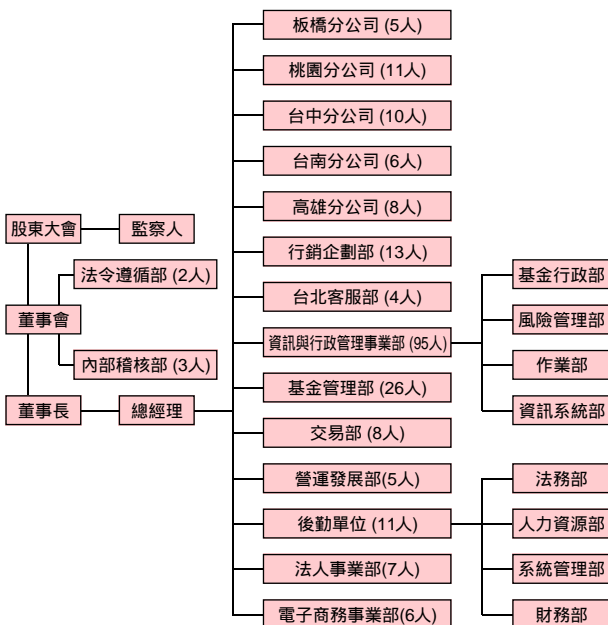 板橋分公司 (5人)
桃園分公司 (11人)
台中分公司 (10人)
台南分公司 (6人)
高雄分公司 (8人)
股東大會
監察人
行銷企劃部 (13人)
法令遵循部 (2人)
台北客服部 (4人)
基金行政部
董事會
風險管理部
資訊與行政管理事業部 (95人)
內部稽核部 (3人)
作業部
基金管理部 (26人)
董事長
總經理
資訊系統部
交易部 (8人)
營運發展部(5人)
法務部
後勤單位 (11人)
人力資源部
法人事業部(7人)
系統管理部
電子商務事業部(6人)
財務部